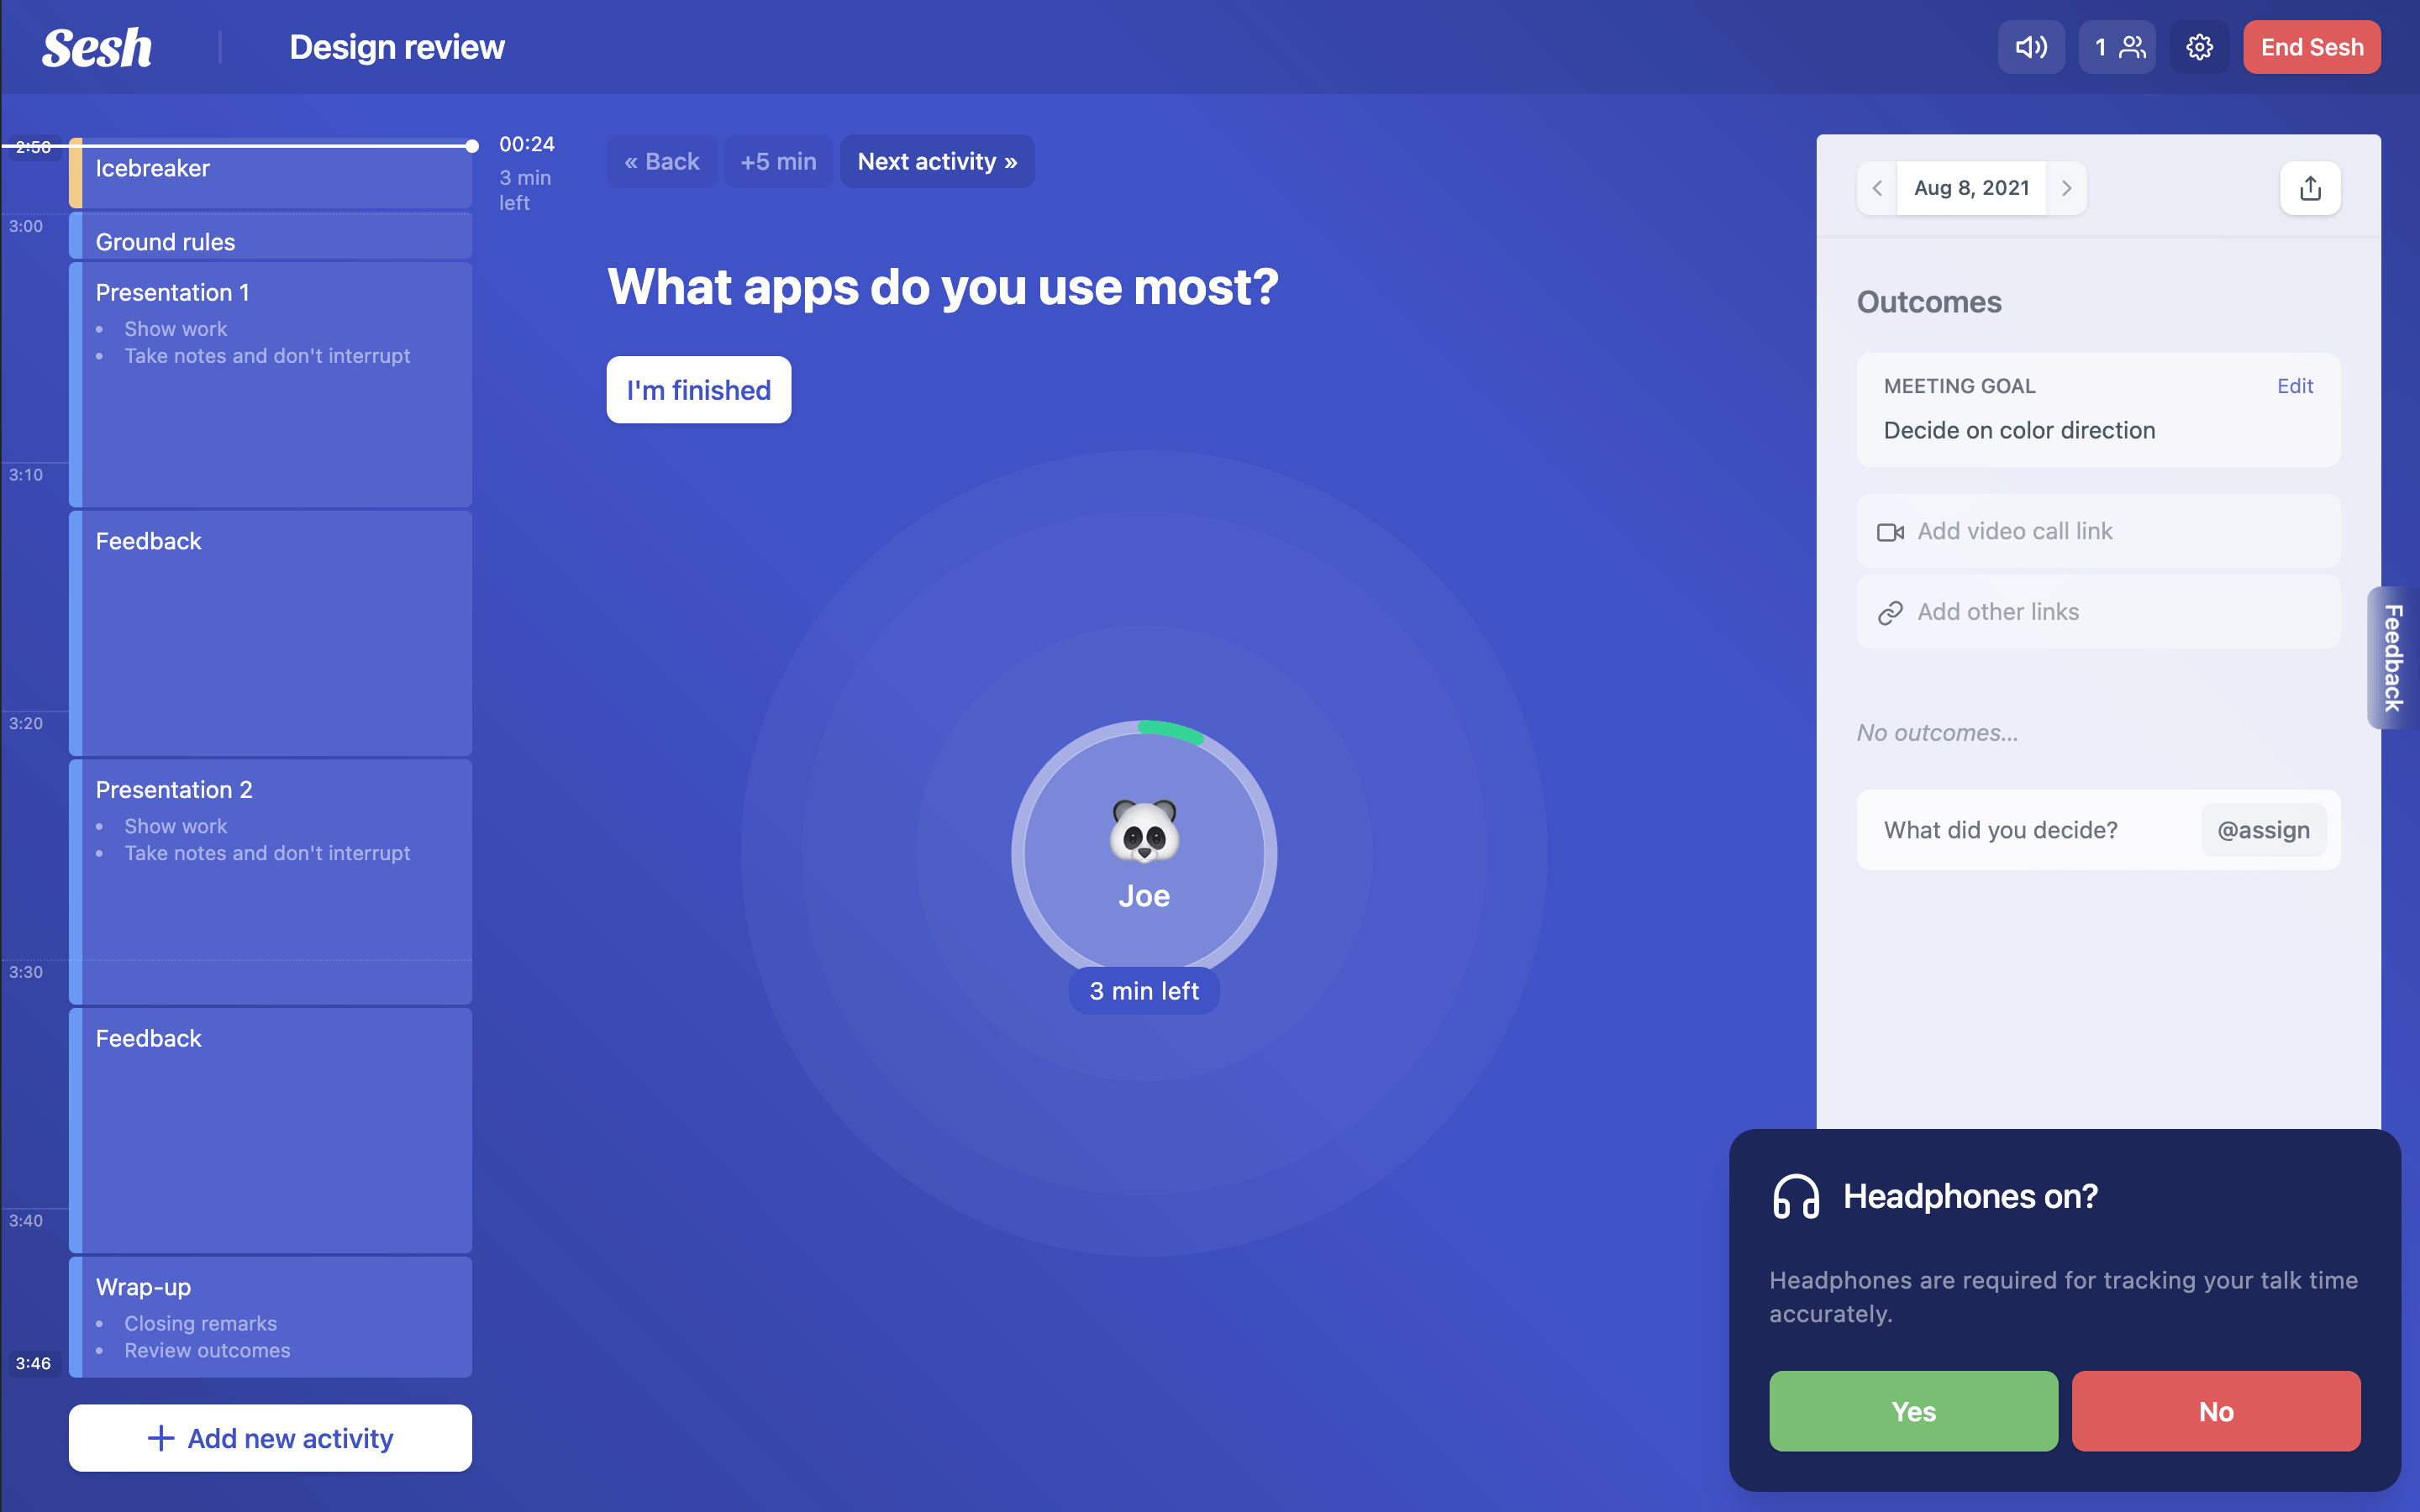 Sesh
Design review
1
End Sesh
2:56
Icebreaker
00:24
3 min
left
3:00
Ground rules
Presentation 1
• Show work
• Take notes and don't interrupt
3:10
Feedback
3:20
Presentation 2
• Show work
• Take notes and don't interrupt
3:30
Feedback
3:40
Wrap-up
• Closing remarks
• Review outcomes
3:46
+ Add new activity
« Back
+5 min
Next activity »
What apps do you use most?
I'm finished
Joe
3 min left
Aug 8, 2021
Outcomes
MEETING GOAL
Edit
Decide on color direction
Add video call link
Add other links
No outcomes...
What did you decide?
@assign
Feedback
Headphones on?
Headphones are required for tracking your talk time
accurately.
Yes
No